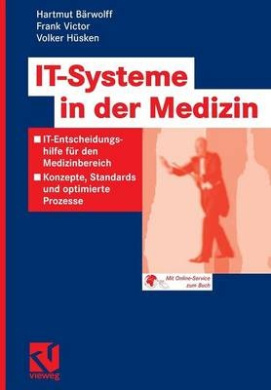 Hartmut Bärwolff
Frank Victor
Volker Hüsken
IT-Systeme
in der Medizin
IT-Entscheidungs-
hilfe für den
Medizinbereich
Konzepte, Standards
und optimierte
Prozesse
Mit Online-Service
zum Buch
vieweg